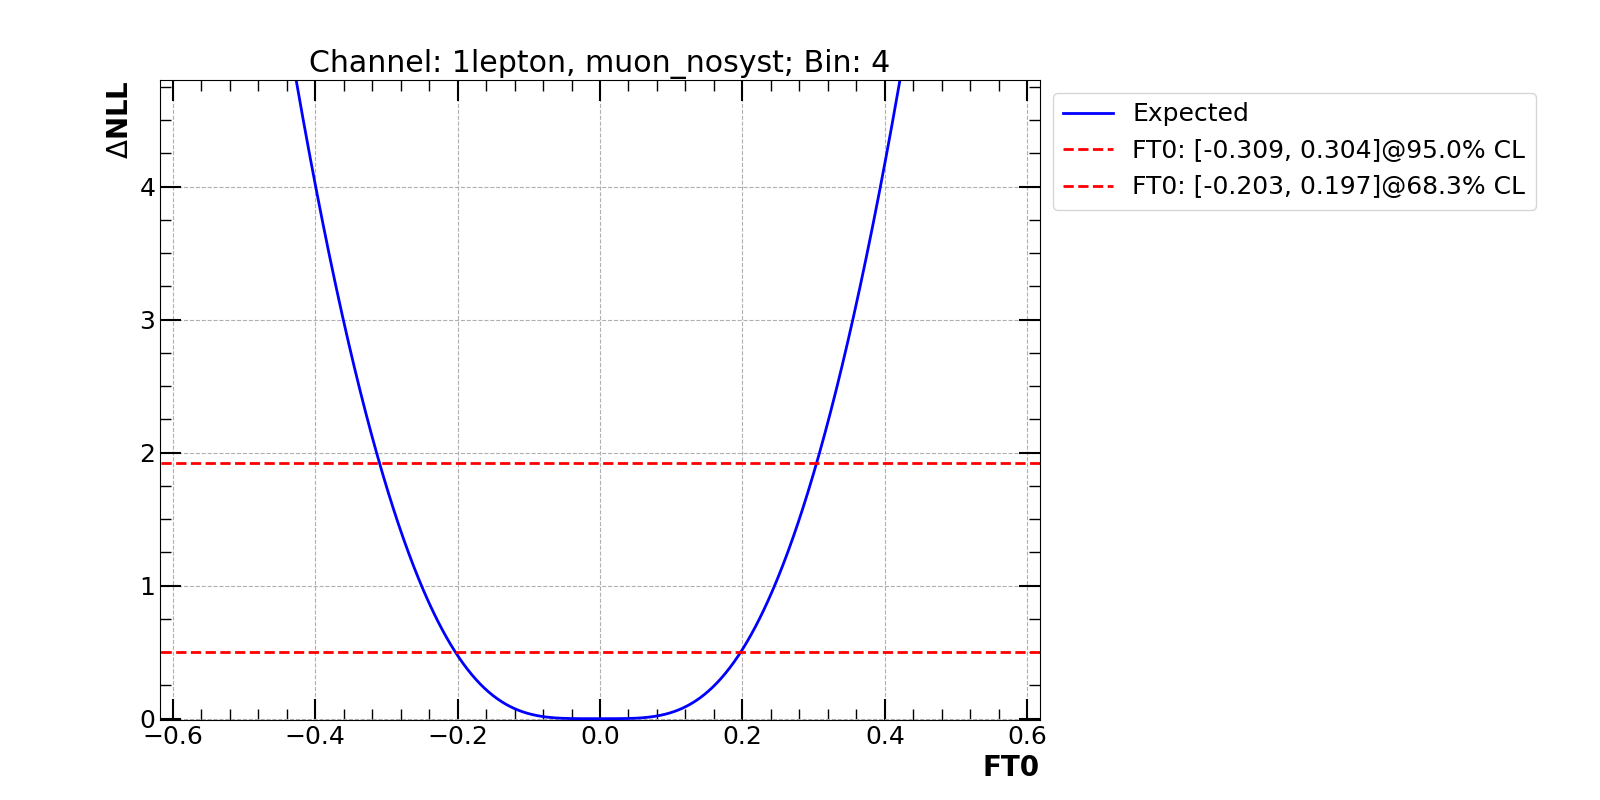 Channel: 1lepton, muon_nosyst; Bin: 4
ΔNLL
4
3
2
1
0
−0.6
−0.4
−0.2
0.0
0.2
0.4
0.6
FT0
Expected
FT0: [-0.309, 0.304]@95.0% CL
FT0: [-0.203, 0.197]@68.3% CL